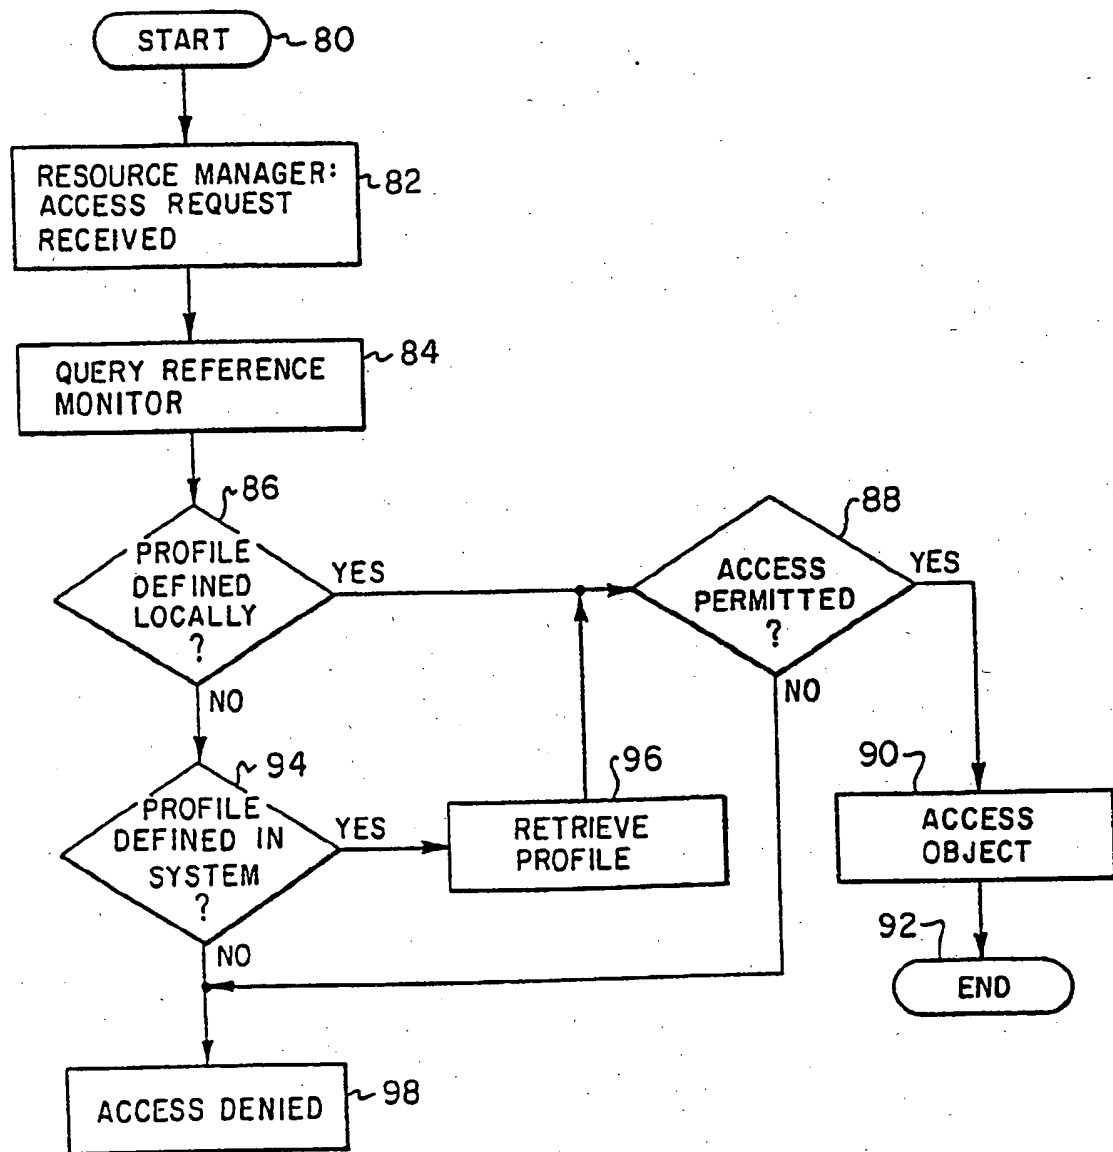 START
80
RESOURCE MANAGER:
ACCESS REQUEST
RECEIVED
82
QUERY REFERENCE
MONITOR
84
86
PROFILE
DEFINED
LOCALLY
?
YES
NO
88
ACCESS
PERMITTED
?
YES
NO
94
PROFILE
DEFINED IN
SYSTEM
?
YES
NO
96
RETRIEVE
PROFILE
90
ACCESS
OBJECT
92
END
ACCESS DENIED
98